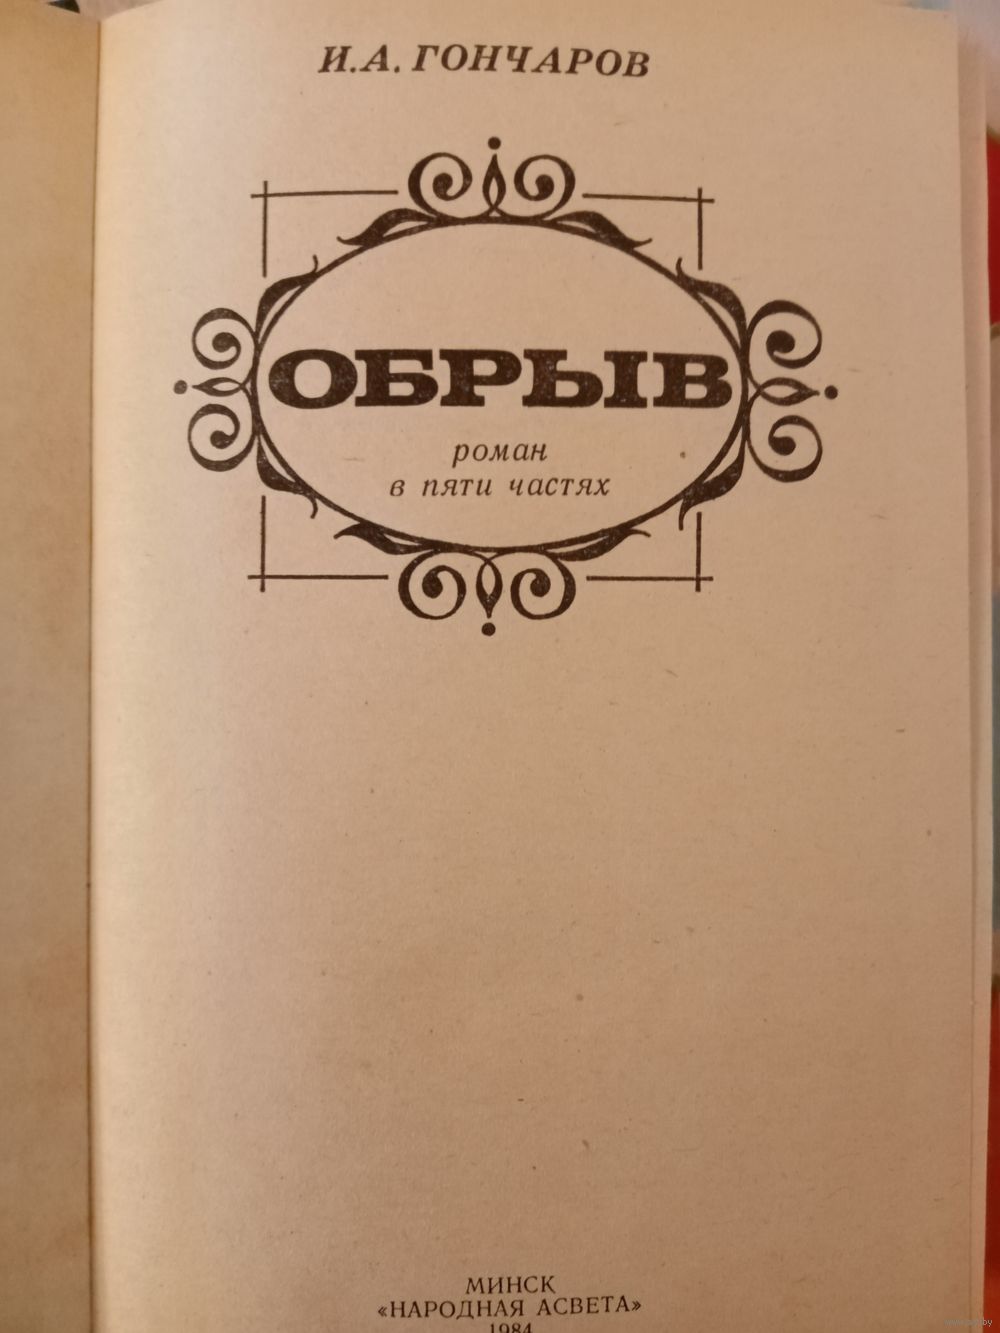 И.А. ГОНЧАРОВ
ОБРЫВ
роман
в пяти частях
МИНСК
«НАРОДНАЯ АСВЕТА»
1984